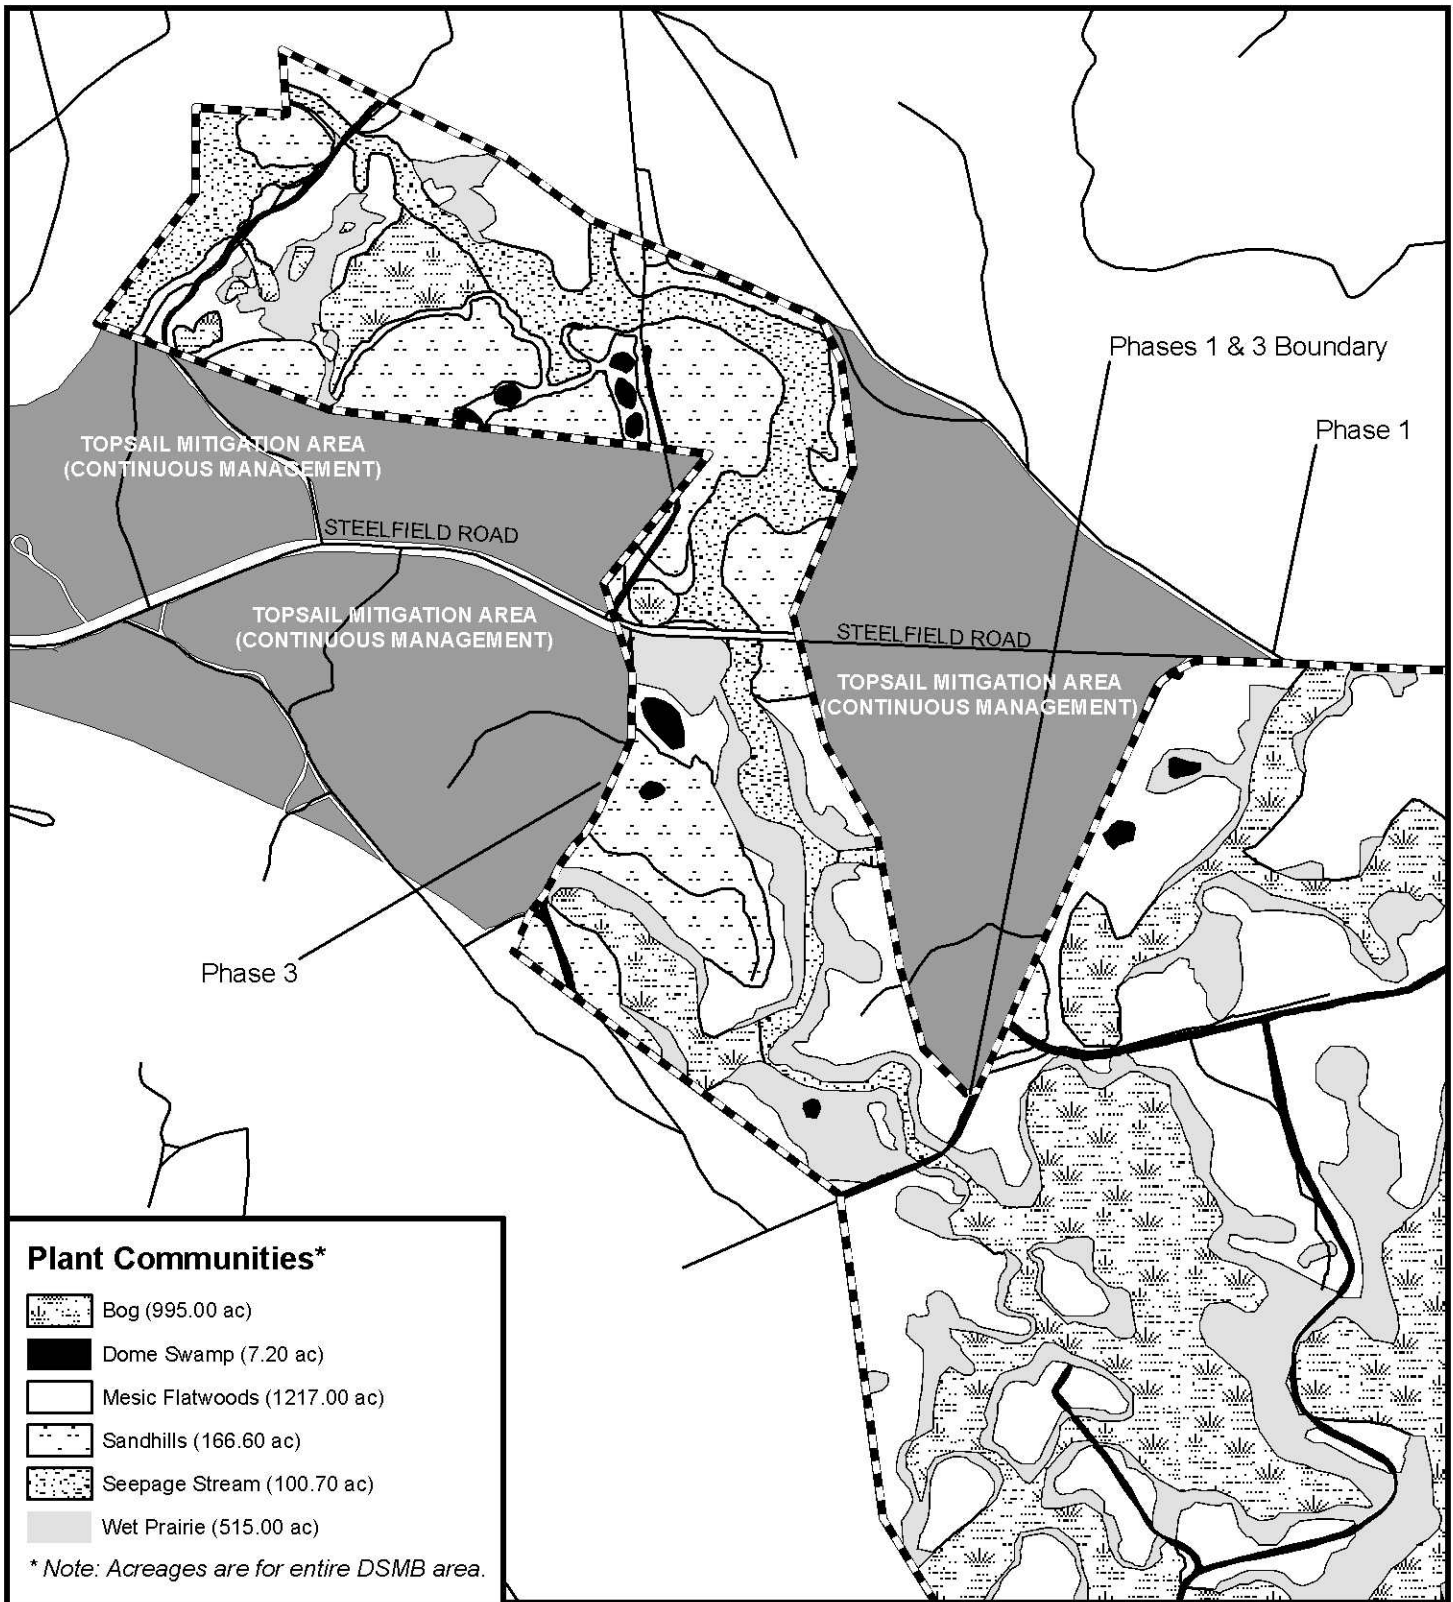 Phases 1 & 3 Boundary
Phase 1
TOPSAIL MITIGATION AREA
(CONTINUOUS MANAGEMENT)
STEELFIELD ROAD
TOPSAIL MITIGATION AREA
(CONTINUOUS MANAGEMENT)
STEELFIELD ROAD
TOPSAIL MITIGATION AREA
(CONTINUOUS MANAGEMENT)
Phase 3
Plant Communities*
Bog (995.00 ac)
Dome Swamp (7.20 ac)
Mesic Flatwoods (1217.00 ac)
Sandhills (166.60 ac)
Seepage Stream (100.70 ac)
Wet Prairie (515.00 ac)
* Note: Acreages are for entire DSMB area.